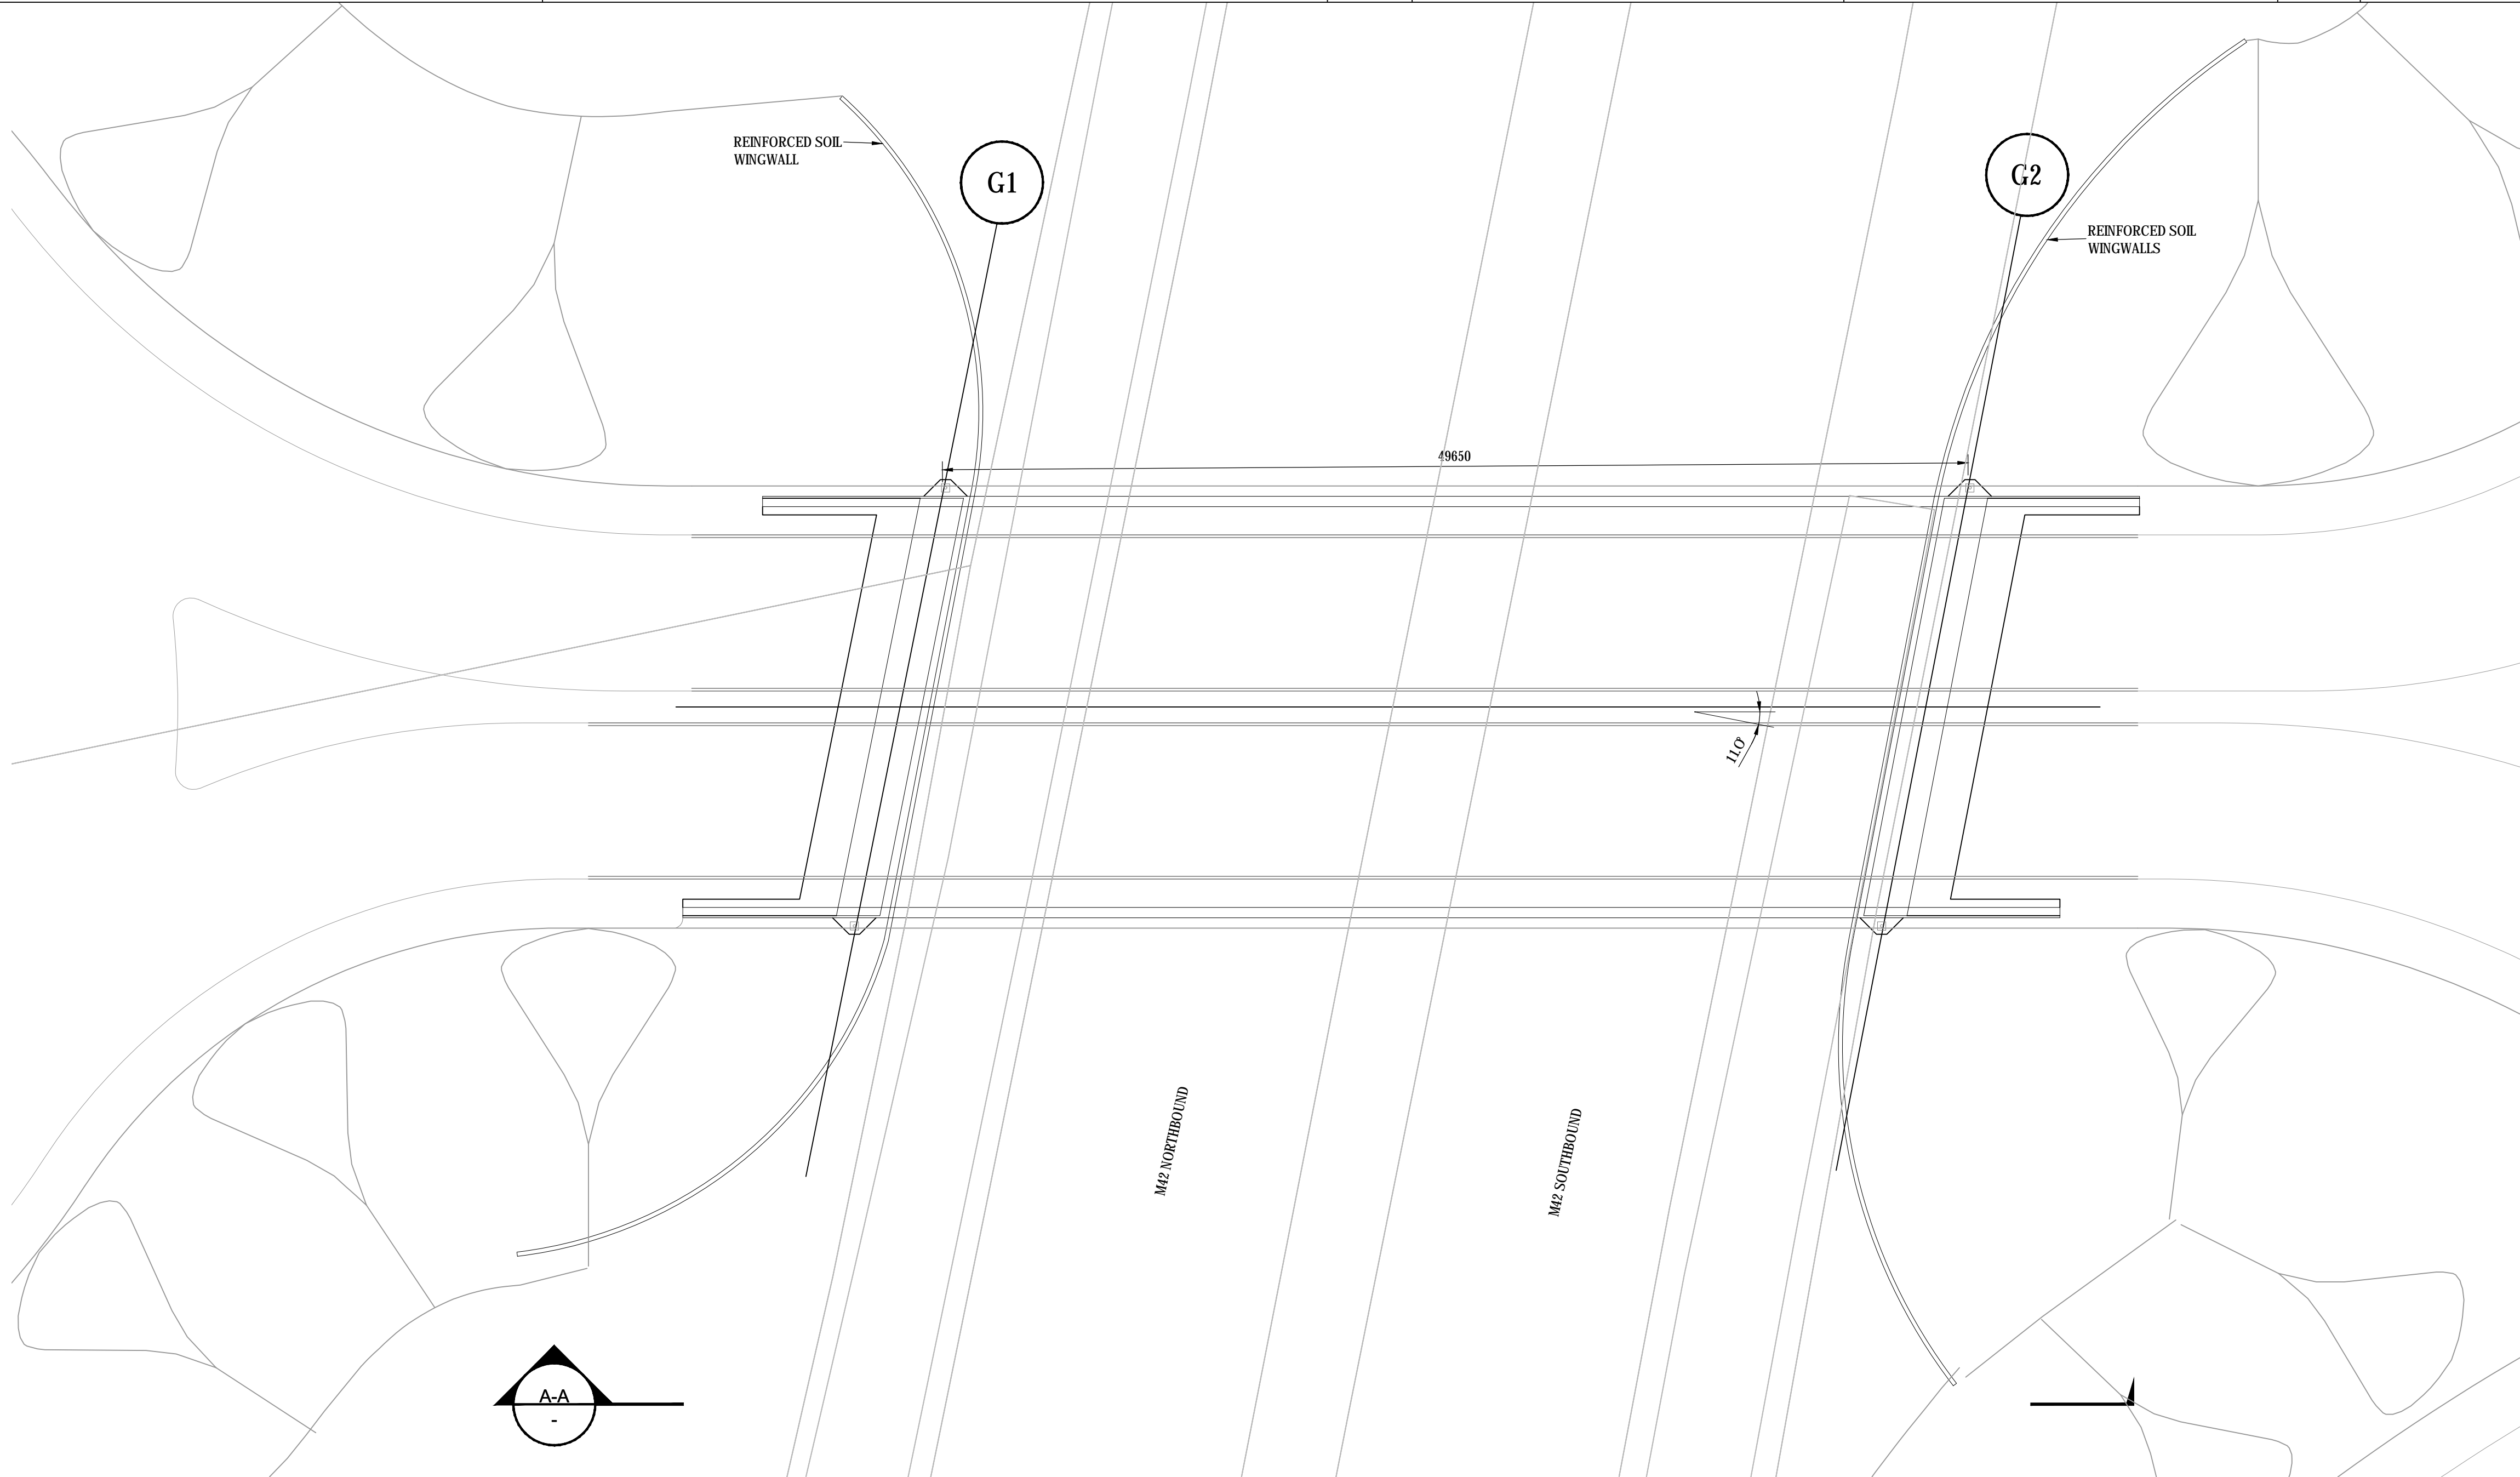 REINFORCED SOIL
WINGWALL
G1
G2
REINFORCED SOIL
WINGWALLS
49650
11.0°
M42 NORTHBOUND
M42 SOUTHBOUND
A-A
-